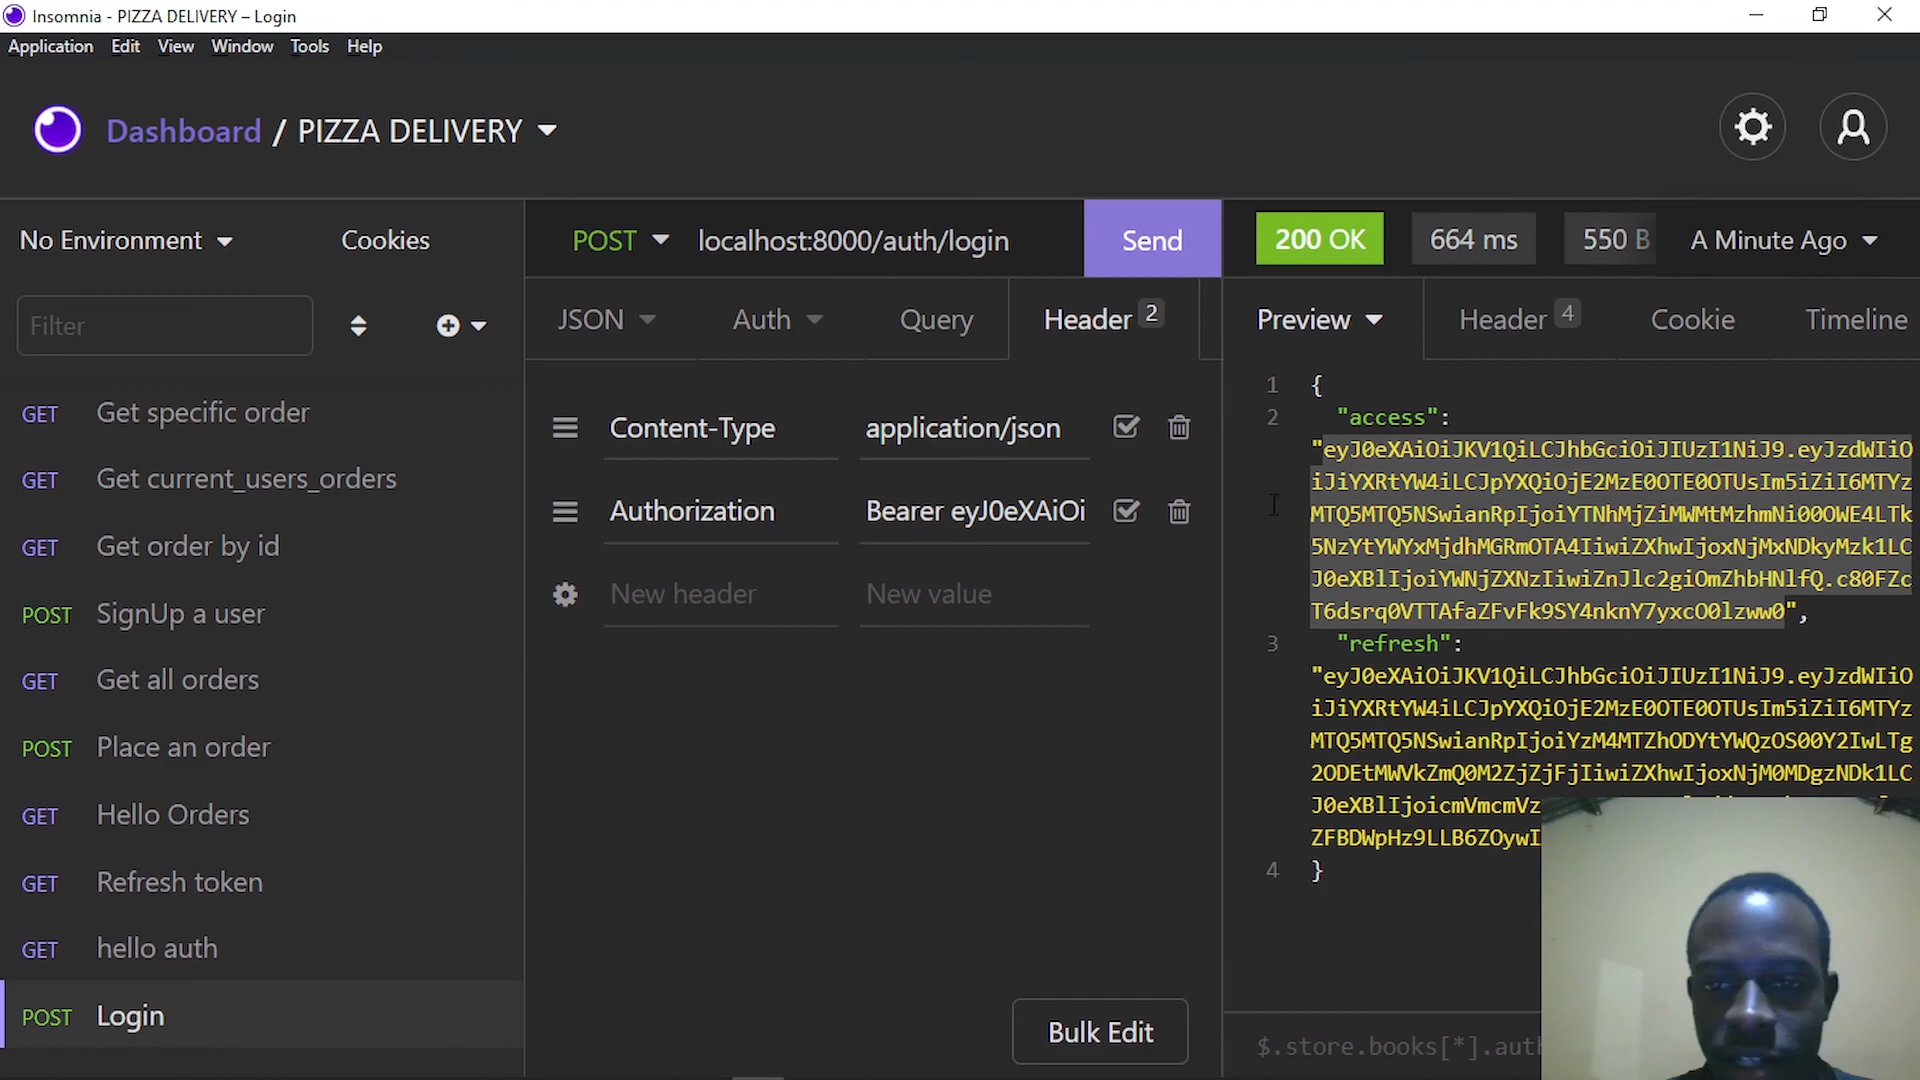 Insomnia - PIZZA DELIVERY – Login
Application Edit View Window Tools Help
Dashboard / PIZZA DELIVERY
No Environment Cookies
Filter
GET Get specific order
GET Get current_users_orders
GET Get order by id
POST SignUp a user
GET Get all orders
POST Place an order
GET Hello Orders
GET Refresh token
GET hello auth
POST Login
POST localhost:8000/auth/login Send
JSON Auth Query Header 2
Content-Type application/json
Authorization Bearer eyJ0eXAiOi
New header New value
Bulk Edit
200 OK 664 ms 550 B A Minute Ago
Preview Header 4 Cookie Timeline
1 {
2 "access":
"eyJ0eXAiOiJKV1QiLCJhbGciOiJIUzI1NiJ9.eyJzdWIiO
iJiYXRtYW4iLCJpYXQiOjE2MzE0OTE0OTUsIm5iZiI6MTYz
MTQ5MTQ5NSwianRpIjoiYTNhMjZiMWMtMzhmNi00OWE4LTk
5NzYtYWYxMjdhMGRmOTA4IiwiZXhwIjoxNjMxNDkyMzk1LC
J0eXBlIjoiYWNjZXNzIiwiZnJlc2giOmZhbHNlfQ.c80FZc
T6dsrq0VTTAfaZFvFk9SY4nknY7yxcO0lzww0",
3 "refresh":
"eyJ0eXAiOiJKV1QiLCJhbGciOiJIUzI1NiJ9.eyJzdWIiO
iJiYXRtYW4iLCJpYXQiOjE2MzE0OTE0OTUsIm5iZiI6MTYz
MTQ5MTQ5NSwianRpIjoiYzM4MTZhODYtYWQzOS00Y2IwLTg
2ODEtMWVkZmQ0M2ZjZjFjIiwiZXhwIjoxNjM0MDgzNDk1LC
J0eXBlIjoicmVmcmVz
ZFBDWpHz9LLB6ZOywI
4 }
$.store.books[*].auth